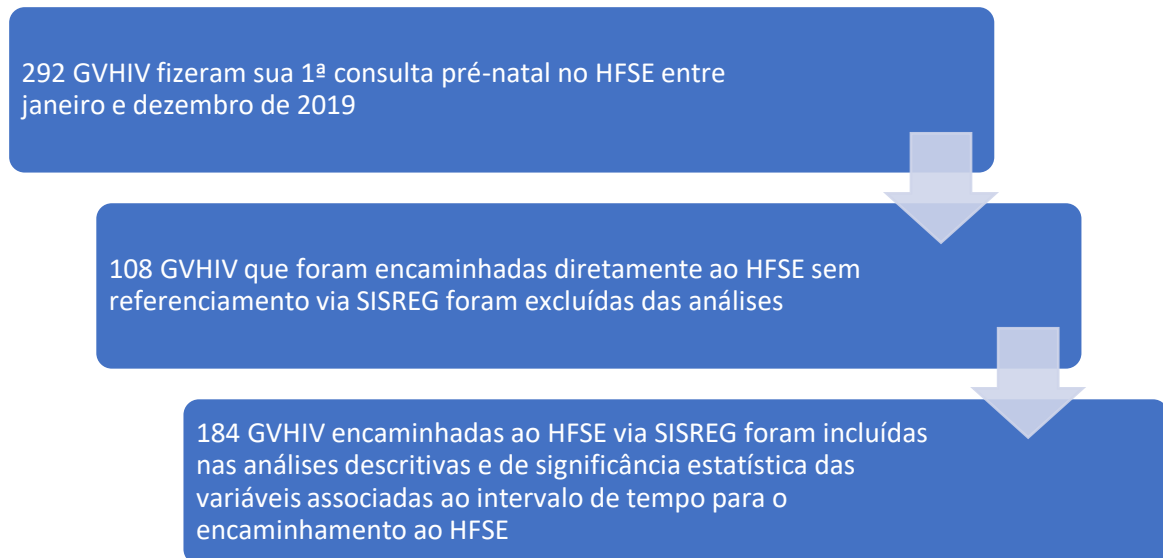 292 GVHIV fizeram sua 1ª consulta pré-natal no HFSE entre
janeiro e dezembro de 2019
108 GVHIV que foram encaminhadas diretamente ao HFSE sem
referenciamento via SISREG foram excluídas das análises
184 GVHIV encaminhadas ao HFSE via SISREG foram incluídas
nas análises descritivas e de significância estatística das
variáveis associadas ao intervalo de tempo para o
encaminhamento ao HFSE